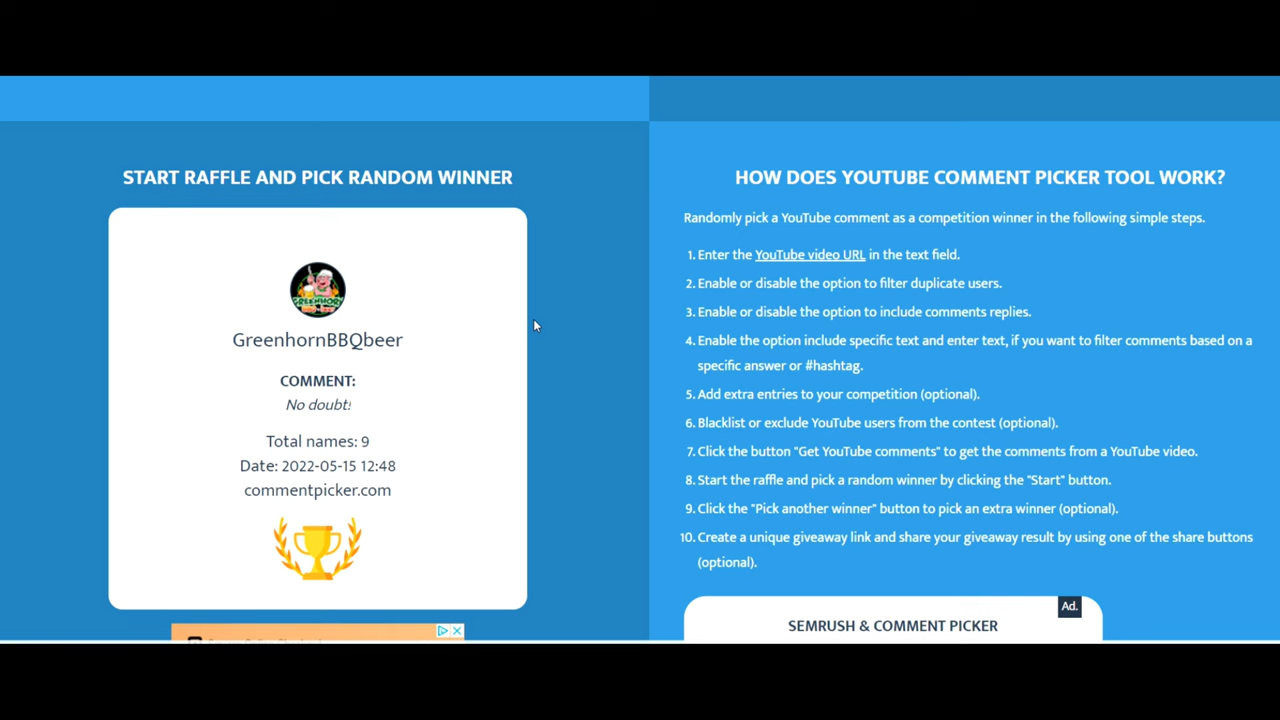 START RAFFLE AND PICK RANDOM WINNER
GREENHORN
GreenhornBBQbeer
COMMENT:
No doubt!
Total names: 9
Date: 2022-05-15 12:48
commentpicker.com
HOW DOES YOUTUBE COMMENT PICKER TOOL WORK?
Randomly pick a YouTube comment as a competition winner in the following simple steps.
1. Enter the YouTube video URL in the text field.
2. Enable or disable the option to filter duplicate users.
3. Enable or disable the option to include comments replies.
4. Enable the option include specific text and enter text, if you want to filter comments based on a
specific answer or #hashtag.
5. Add extra entries to your competition (optional).
6. Blacklist or exclude YouTube users from the contest (optional).
7. Click the button "Get YouTube comments" to get the comments from a YouTube video.
8. Start the raffle and pick a random winner by clicking the "Start" button.
9. Click the "Pick another winner" button to pick an extra winner (optional).
10. Create a unique giveaway link and share your giveaway result by using one of the share buttons
(optional).
Ad.
SEMRUSH & COMMENT PICKER